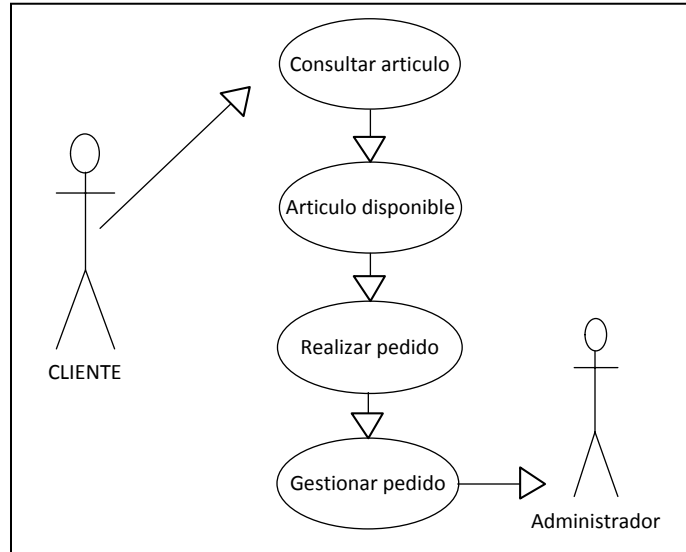 Consultar articulo
Articulo disponible
Realizar pedido
CLIENTE
Gestionar pedido
Administrador